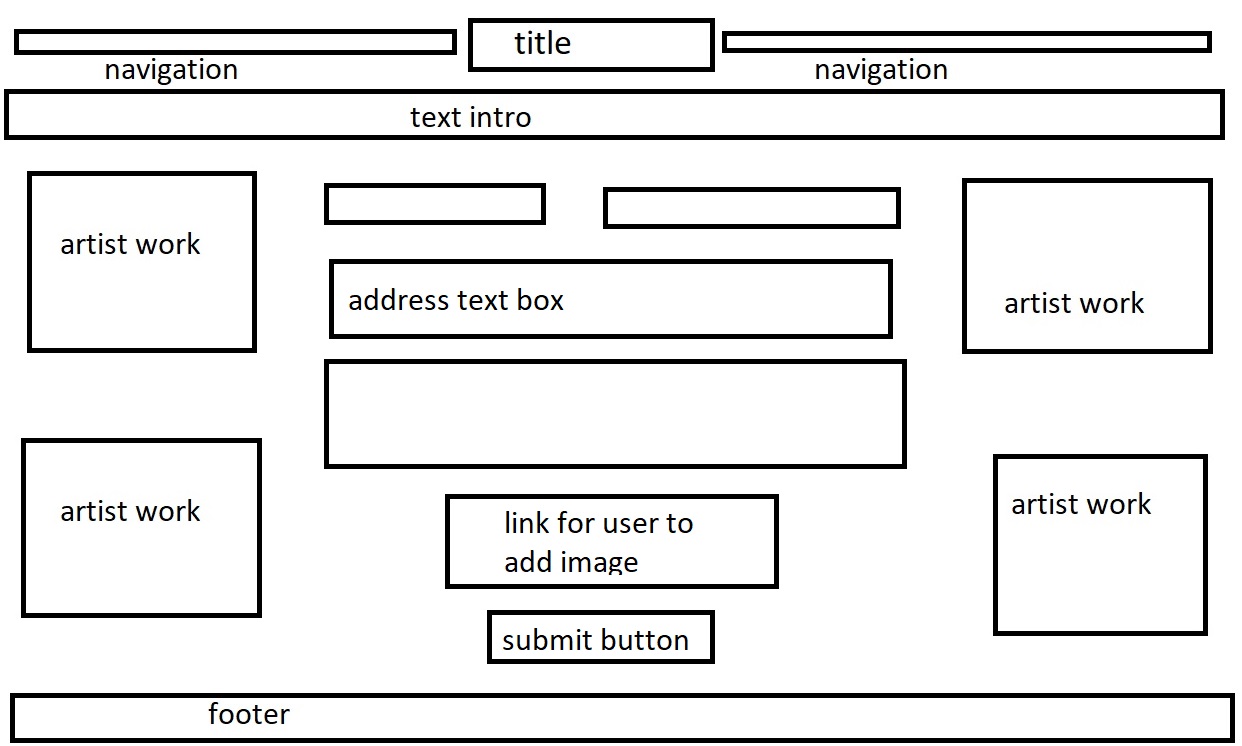 title
navigation
navigation
text intro
artist work
address text box
artist work
artist work
link for user to
add image
artist work
submit button
footer